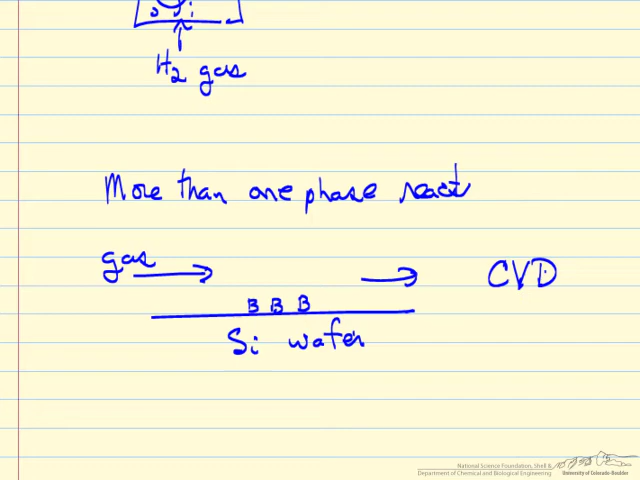 H2 gas
More than one phase react
gas
CVD
B B B
Si wafer
National Science Foundation, Shell &
Department of Chemical and Biological Engineering
University of Colorado-Boulder